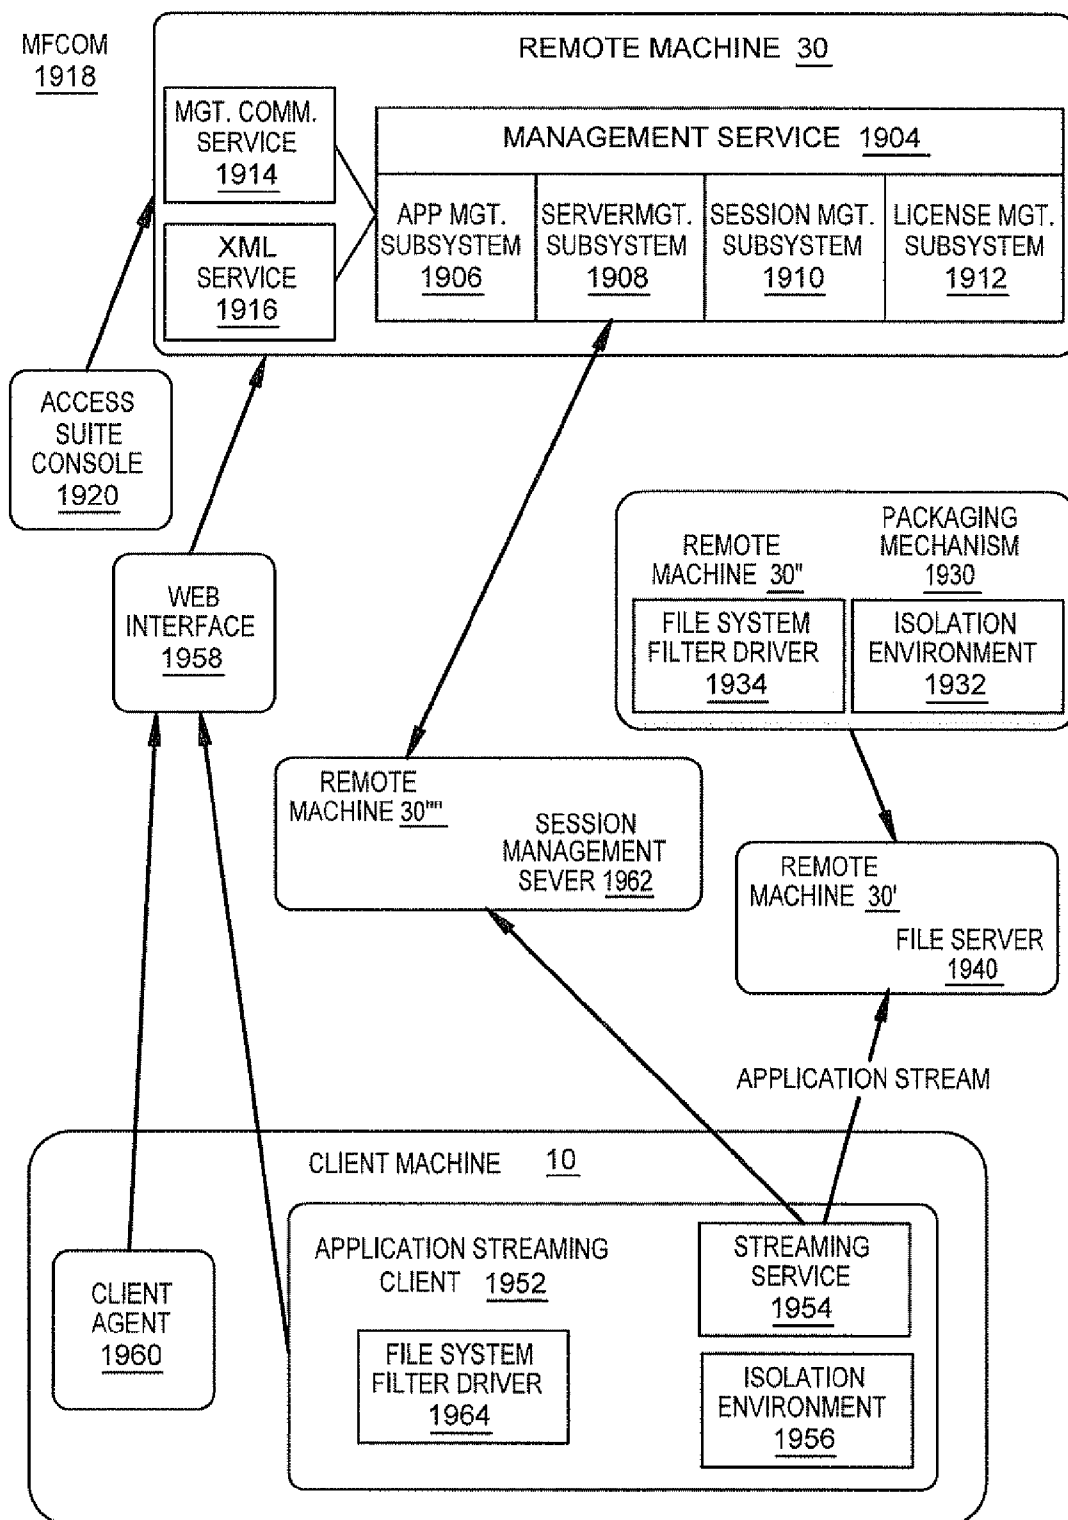 MFCOM
1918
REMOTE MACHINE 30
MGT. COMM.
SERVICE
1914
XML
SERVICE
1916
MANAGEMENT SERVICE 1904
APP MGT.
SUBSYSTEM
1906
SERVERMGT.
SUBSYSTEM
1908
SESSION MGT.
SUBSYSTEM
1910
LICENSE MGT.
SUBSYSTEM
1912
ACCESS
SUITE
CONSOLE
1920
WEB
INTERFACE
1958
REMOTE
MACHINE 30"
PACKAGING
MECHANISM
1930
FILE SYSTEM
FILTER DRIVER
1934
ISOLATION
ENVIRONMENT
1932
REMOTE
MACHINE 30""
SESSION
MANAGEMENT
SEVER 1962
REMOTE
MACHINE 30'
FILE SERVER
1940
APPLICATION STREAM
CLIENT MACHINE 10
CLIENT
AGENT
1960
APPLICATION STREAMING
CLIENT 1952
FILE SYSTEM
FILTER DRIVER
1964
STREAMING
SERVICE
1954
ISOLATION
ENVIRONMENT
1956